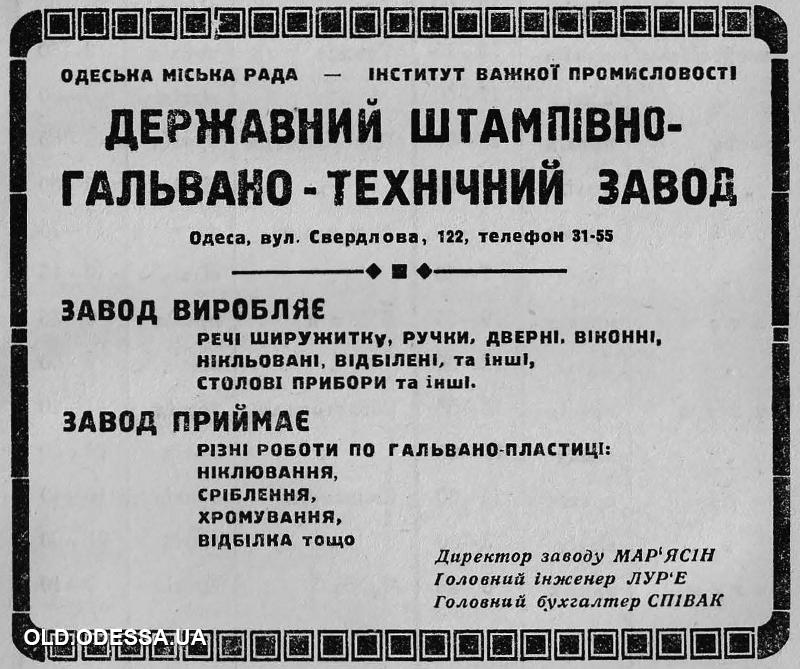 ОДЕСЬКА МІСЬКА РАДА — ІНСТИТУТ ВАЖКОЇ ПРОМИСЛОВОСТІ
ДЕРЖАВНИЙ ШТАМПІВНО-
ГАЛЬВАНО-ТЕХНІЧНИЙ ЗАВОД
Одеса, вул. Свердлова, 122, телефон 31-55
ЗАВОД ВИРОБЛЯЄ
РЕЧІ ШИРУЖИТКУ, РУЧКИ, ДВЕРНІ, ВІКОННІ,
НІКЛЬОВАНІ, ВІДБІЛЕНІ, та інші,
СТОЛОВІ ПРИБОРИ та інші.
ЗАВОД ПРИЙМАЄ
РІЗНІ РОБОТИ ПО ГАЛЬВАНО-ПЛАСТИЦІ:
НІКЛЮВАННЯ,
СРІБЛЕННЯ,
ХРОМУВАННЯ,
ВІДБІЛКА тощо
Директор заводу МАР‘ЯСІН
Головний інженер ЛУР‘Е
Головний бухгалтер СПІВАК
OLD.ODESSA.UA